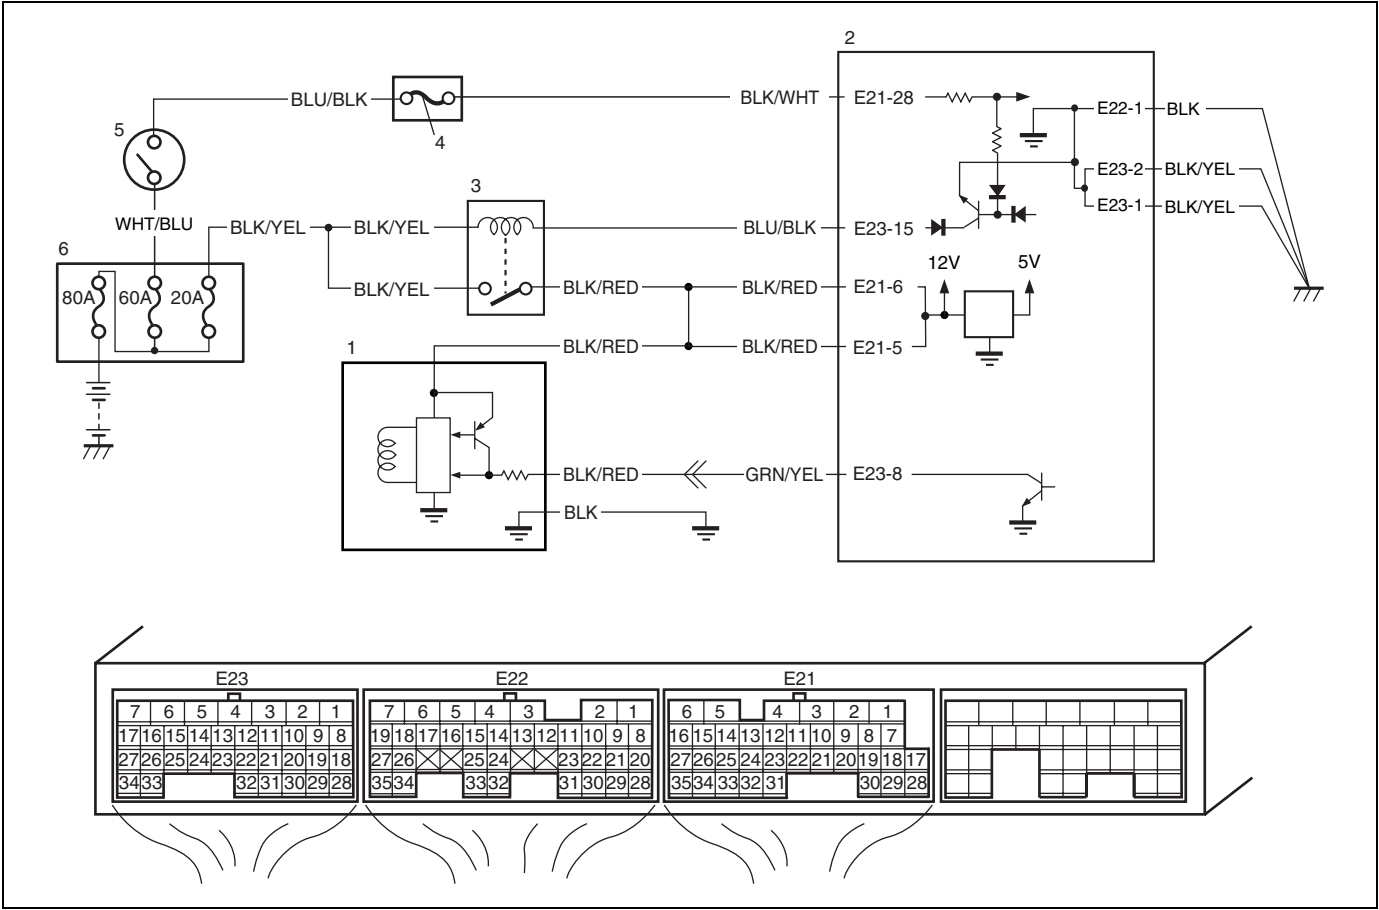 2
BLU/BLK
4
BLK/WHT
E21-28
E22-1
BLK
5
E23-2
BLK/YEL
3
E23-1
BLK/YEL
WHT/BLU
BLK/YEL
BLK/YEL
BLU/BLK
E23-15
6
12V
5V
80A
60A
20A
BLK/YEL
BLK/RED
BLK/RED
E21-6
1
BLK/RED
BLK/RED
E21-5
BLK/RED
GRN/YEL
E23-8
BLK
E23
7 6 5 4 3 2 1
17 16 15 14 13 12 11 10 9 8
27 26 25 24 23 22 21 20 19 18
34 33 32 31 30 29 28
E22
7 6 5 4 3 2 1
19 18 17 16 15 14 13 12 11 10 9 8
27 26 25 24 23 22 21 20
35 34 33 32 31 30 29 28
E21
6 5 4 3 2 1
16 15 14 13 12 11 10 9 8 7
27 26 25 24 23 22 21 20 19 18 17
35 34 33 32 31 30 29 28